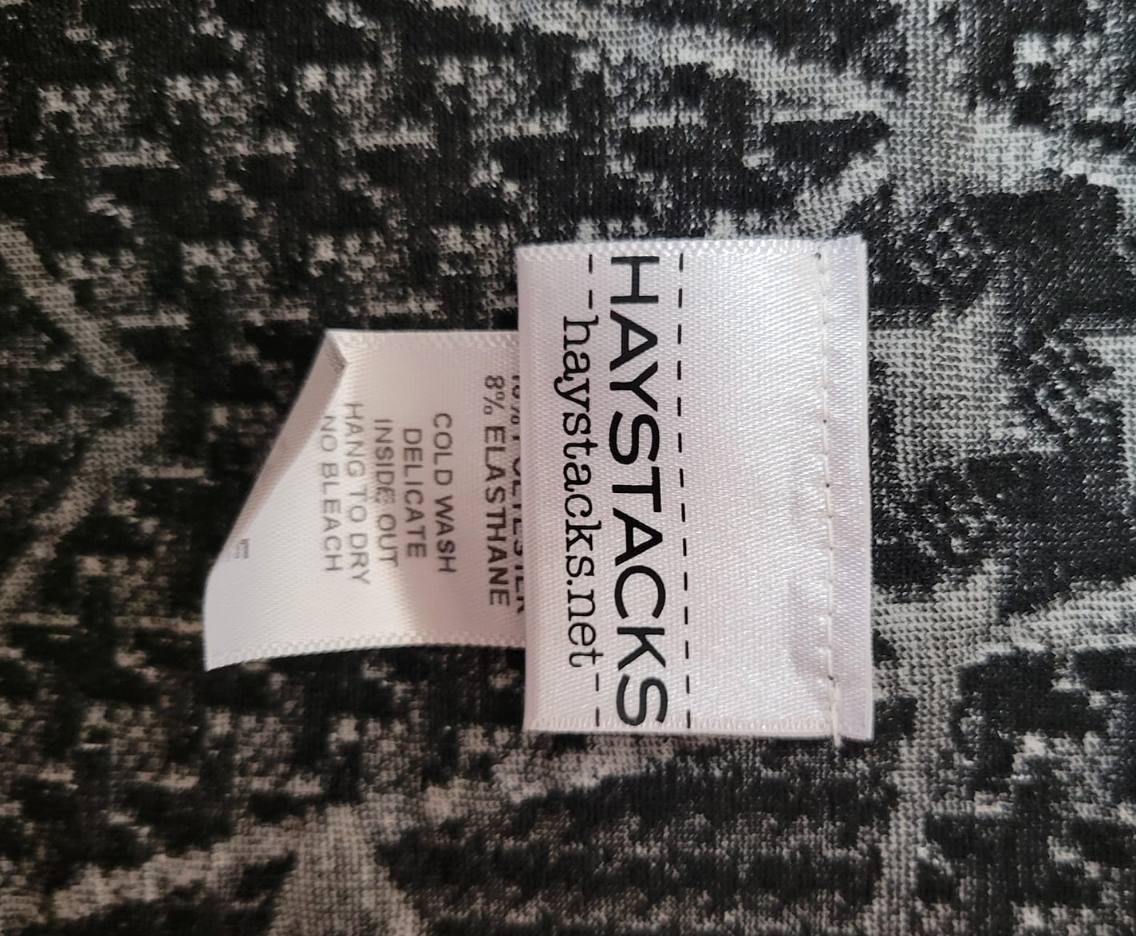 HAYSTACKS
haystacks.net
8% ELASTHANE
COLD WASH
DELICATE
INSIDE OUT
HANG TO DRY
NO BLEACH